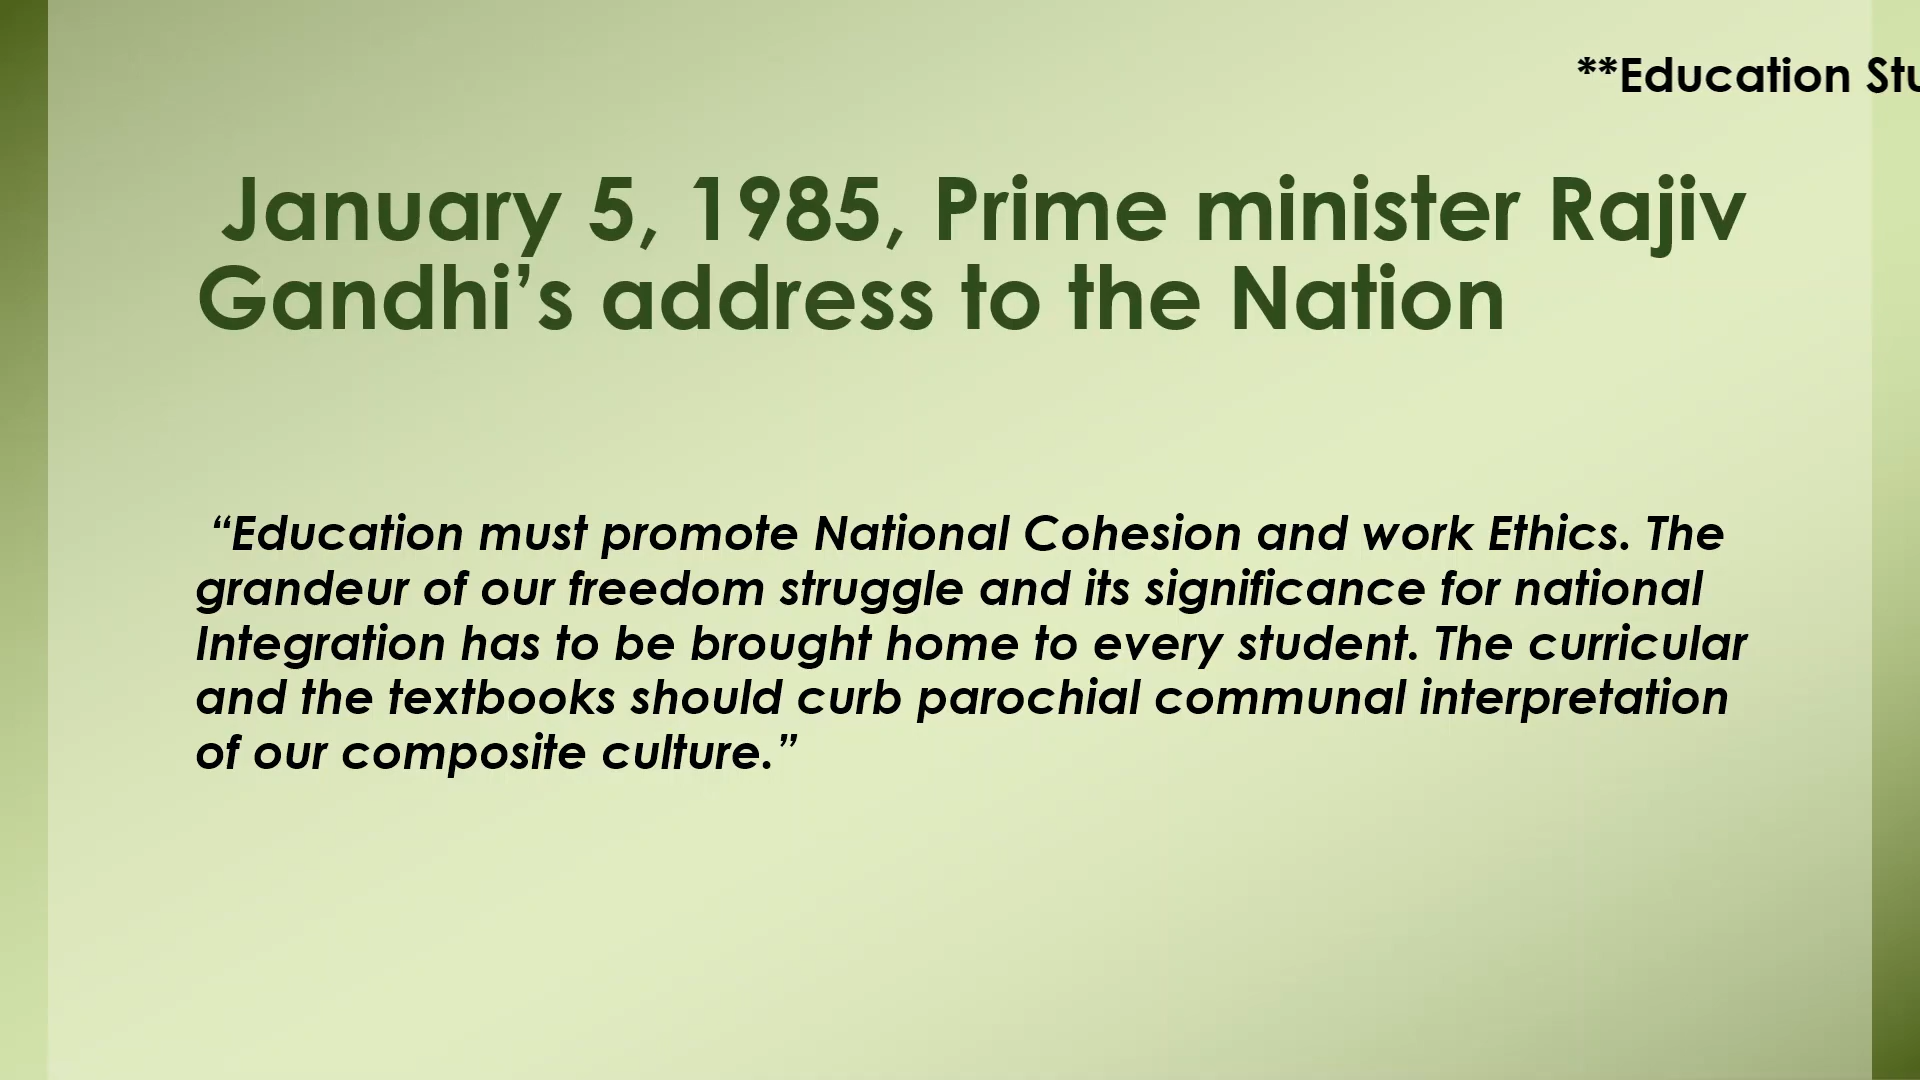 **Education
January 5, 1985, Prime minister Rajiv
Gandhi’s address to the Nation
“Education must promote National Cohesion and work Ethics. The
grandeur of our freedom struggle and its significance for national
Integration has to be brought home to every student. The curricular
and the textbooks should curb parochial communal interpretation
of our composite culture.”